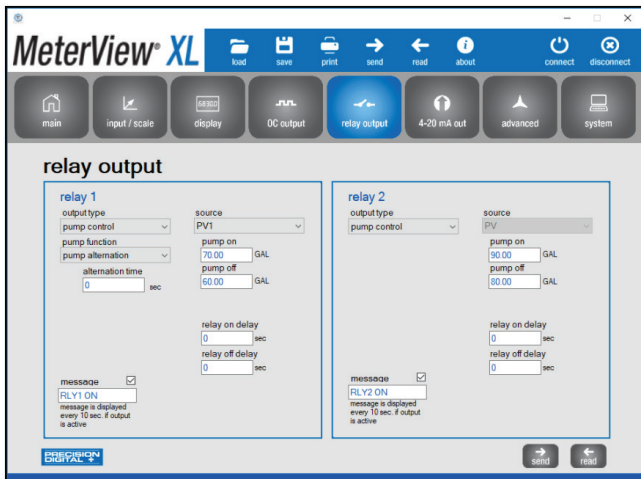 MeterView® XL
load save print send read about connect disconnect
main input / scale display OC output relay output 4-20 mA out advanced system
68300
relay output
relay 1
output type source
pump control PV1
pump function pump on
pump alternation 70.00 GAL
alternation time pump off
0 sec 60.00 GAL
relay on delay
0 sec
relay off delay
0 sec
message
RLY1 ON
message is displayed
every 10 sec. if output
is active
relay 2
output type source
pump control PV
pump on
90.00 GAL
pump off
80.00 GAL
relay on delay
0 sec
relay off delay
0 sec
message
RLY2 ON
message is displayed
every 10 sec. if output
is active
PRECISION
DIGITAL
send read